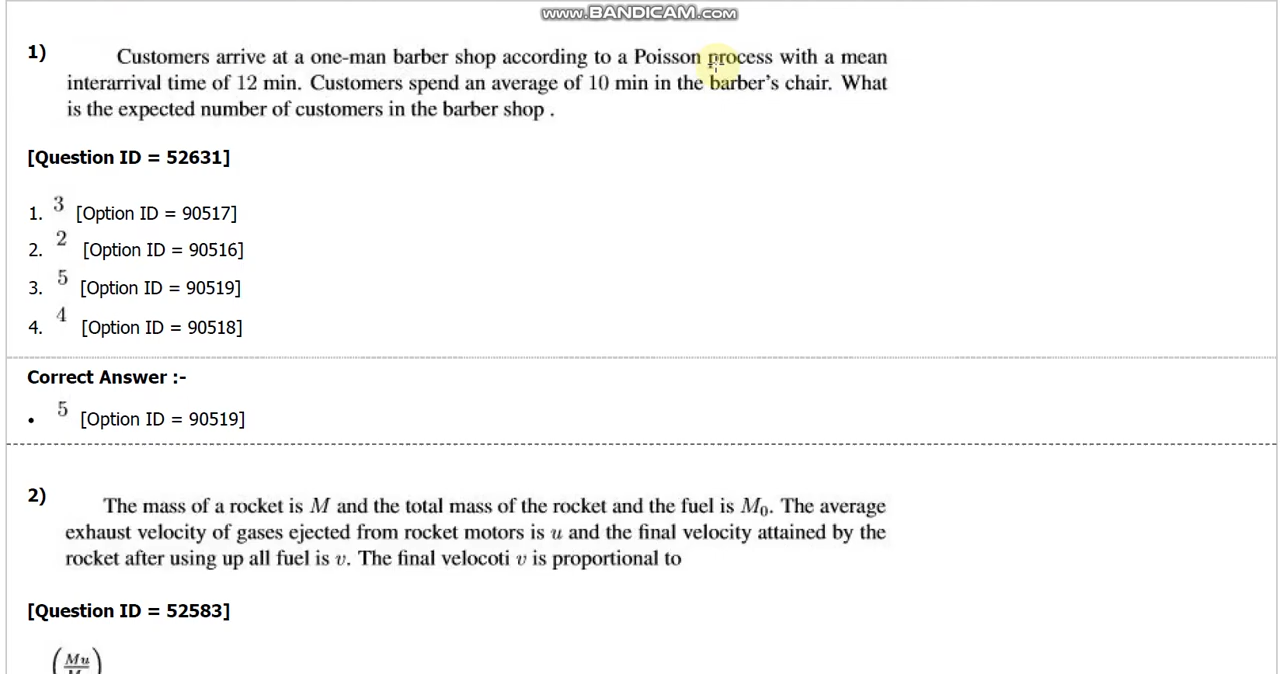 www.BANDICAM.com
1) Customers arrive at a one-man barber shop according to a Poisson process with a mean
interarrival time of 12 min. Customers spend an average of 10 min in the barber's chair. What
is the expected number of customers in the barber shop .
[Question ID = 52631]
1. 3 [Option ID = 90517]
2. 2 [Option ID = 90516]
3. 5 [Option ID = 90519]
4. 4 [Option ID = 90518]
Correct Answer :-
• 5 [Option ID = 90519]
2) The mass of a rocket is M and the total mass of the rocket and the fuel is M₀. The average
exhaust velocity of gases ejected from rocket motors is u and the final velocity attained by the
rocket after using up all fuel is v. The final velocoti v is proportional to
[Question ID = 52583]
(Mu